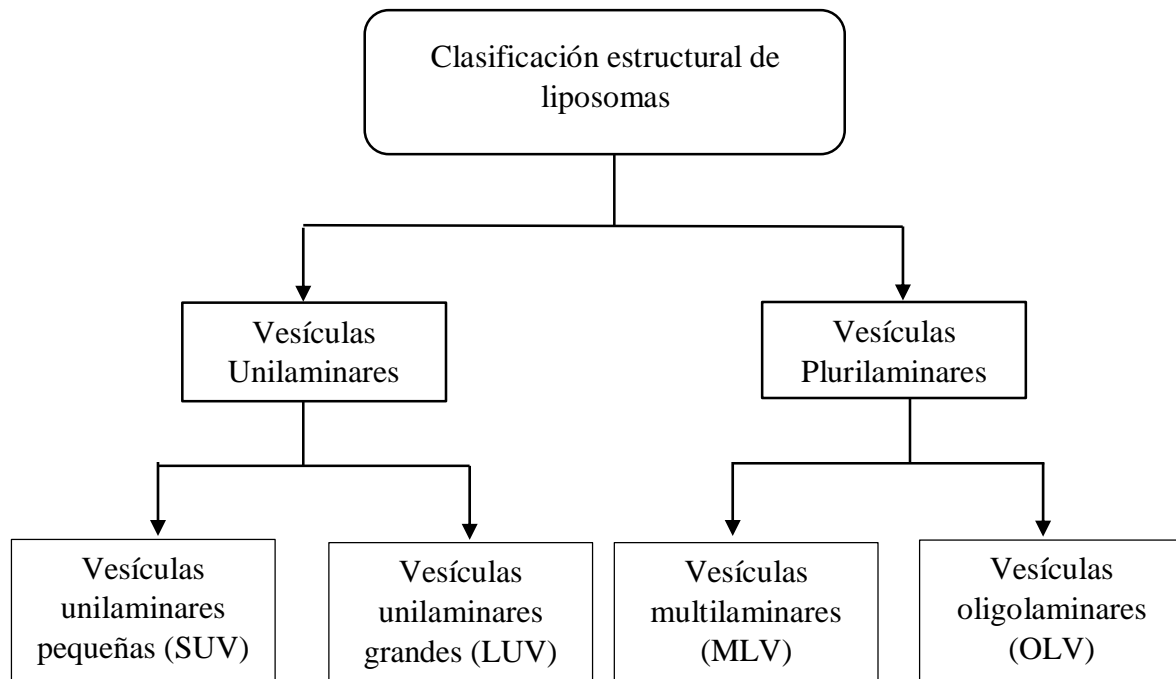 Clasificación estructural de
liposomas
Vesículas
Unilaminares
Vesículas
Plurilaminares
Vesículas
unilaminares
pequeñas (SUV)
Vesículas
unilaminares
grandes (LUV)
Vesículas
multilaminares
(MLV)
Vesículas
oligolaminares
(OLV)